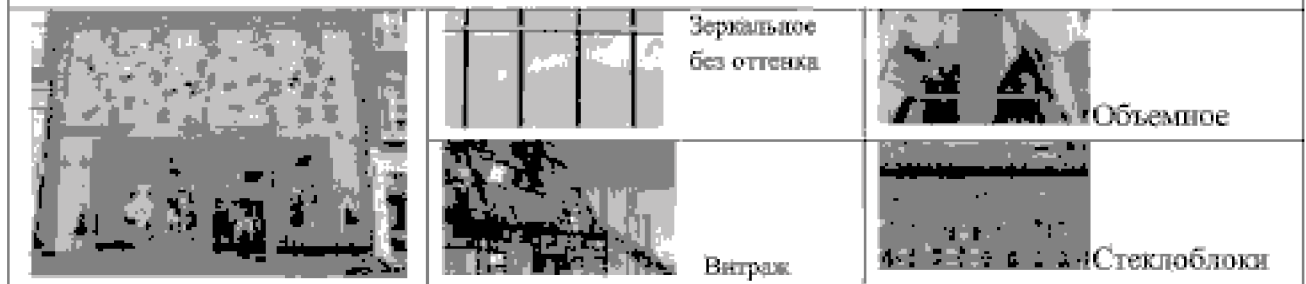 Зеркальное
без оттенка
Объемное
Витраж
Стеклоблоки